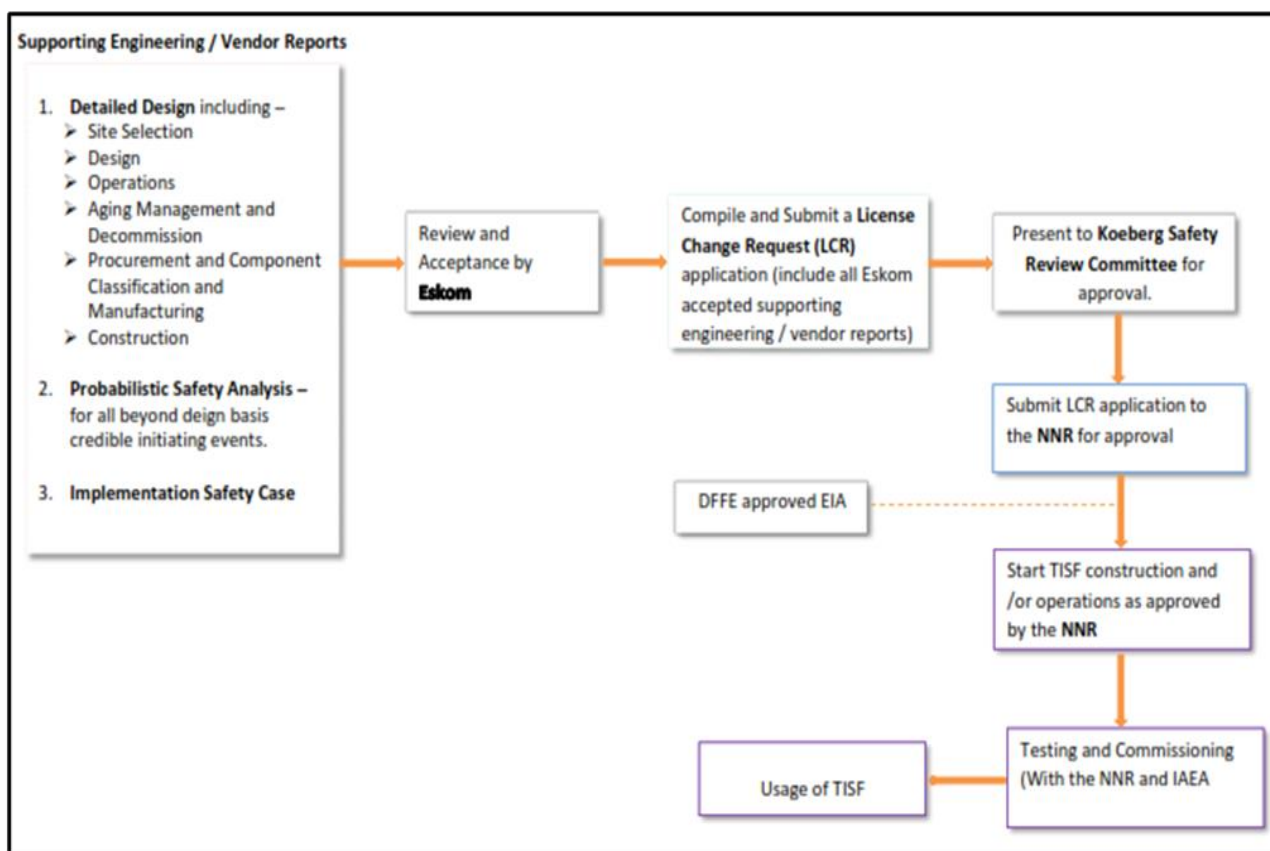 Supporting Engineering / Vendor Reports
1. Detailed Design including –
➢ Site Selection
➢ Design
➢ Operations
➢ Aging Management and
Decommission
➢ Procurement and Component
Classification and
Manufacturing
➢ Construction
2. Probabilistic Safety Analysis –
for all beyond deign basis
credible initiating events.
3. Implementation Safety Case
Review and
Acceptance by
Eskom
Compile and Submit a License
Change Request (LCR)
application (include all Eskom
accepted supporting
engineering / vendor reports)
Present to Koeberg Safety
Review Committee for
approval.
Submit LCR application to
the NNR for approval
DFFE approved EIA
Start TISF construction and
/or operations as approved
by the NNR
Testing and Commissioning
(With the NNR and IAEA
Usage of TISF